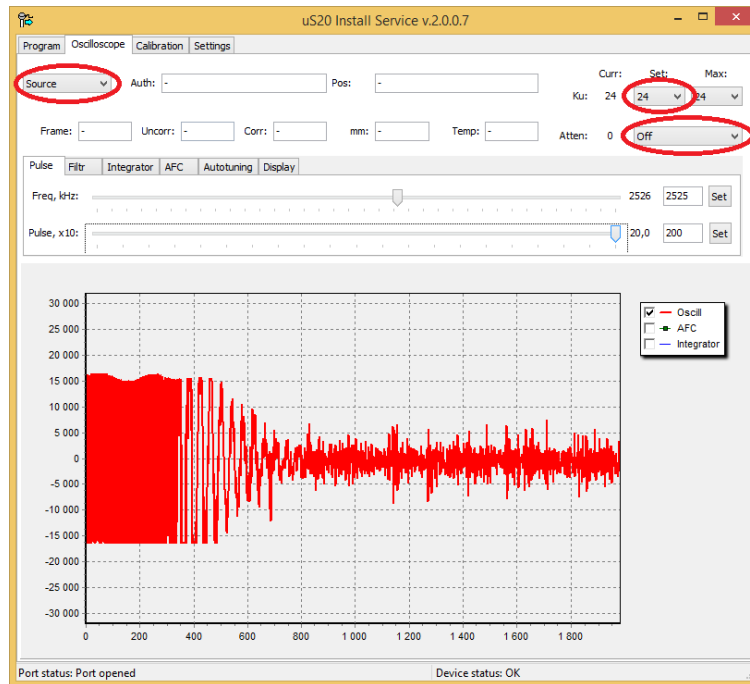 uS20 Install Service v.2.0.0.7
Program Oscilloscope Calibration Settings
Curr: Set: Max:
Source Auth: - Pos: - Ku: 24 24 24
Frame: - Uncorr: - Corr: - mm: - Temp: - Atten: 0 Off
Pulse Filtr Integrator AFC Autotuning Display
Freq, kHz: 2526 2525 Set
Pulse, x10: 20,0 200 Set
30 000
25 000
20 000
15 000
10 000
5 000
0
-5 000
-10 000
-15 000
-20 000
-25 000
-30 000
0 200 400 600 800 1 000 1 200 1 400 1 600 1 800
Oscill
AFC
Integrator
Port status: Port opened Device status: OK